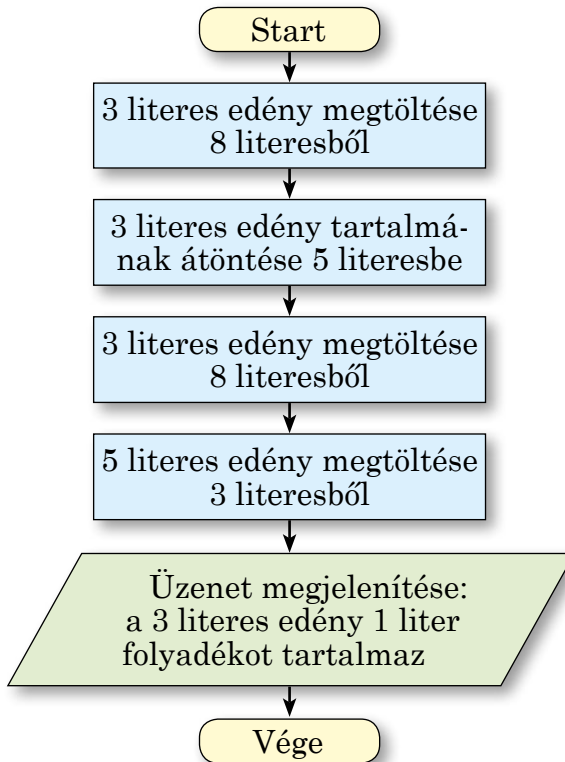 Start
3 literes edény megtöltése
8 literesből
3 literes edény tartalmá-
nak átöntése 5 literesbe
3 literes edény megtöltése
8 literesből
5 literes edény megtöltése
3 literesből
Üzenet megjelenítése:
a 3 literes edény 1 liter
folyadékot tartalmaz
Vége